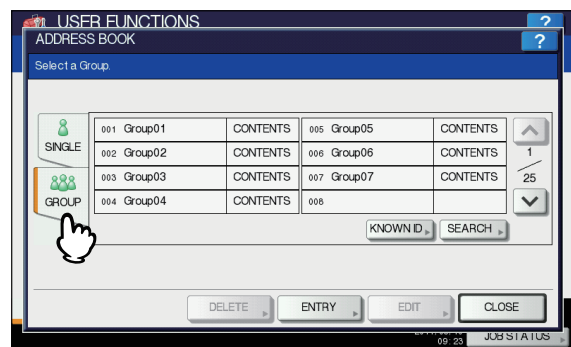 USER FUNCTIONS ?
ADDRESS BOOK ?
Select a Group.
SINGLE
GROUP
001 Group01 CONTENTS 005 Group05 CONTENTS
002 Group02 CONTENTS 006 Group06 CONTENTS
003 Group03 CONTENTS 007 Group07 CONTENTS
004 Group04 CONTENTS 008
1
25
KNOWN ID SEARCH
DELETE ENTRY EDIT CLOSE
09:23 JOB STATUS